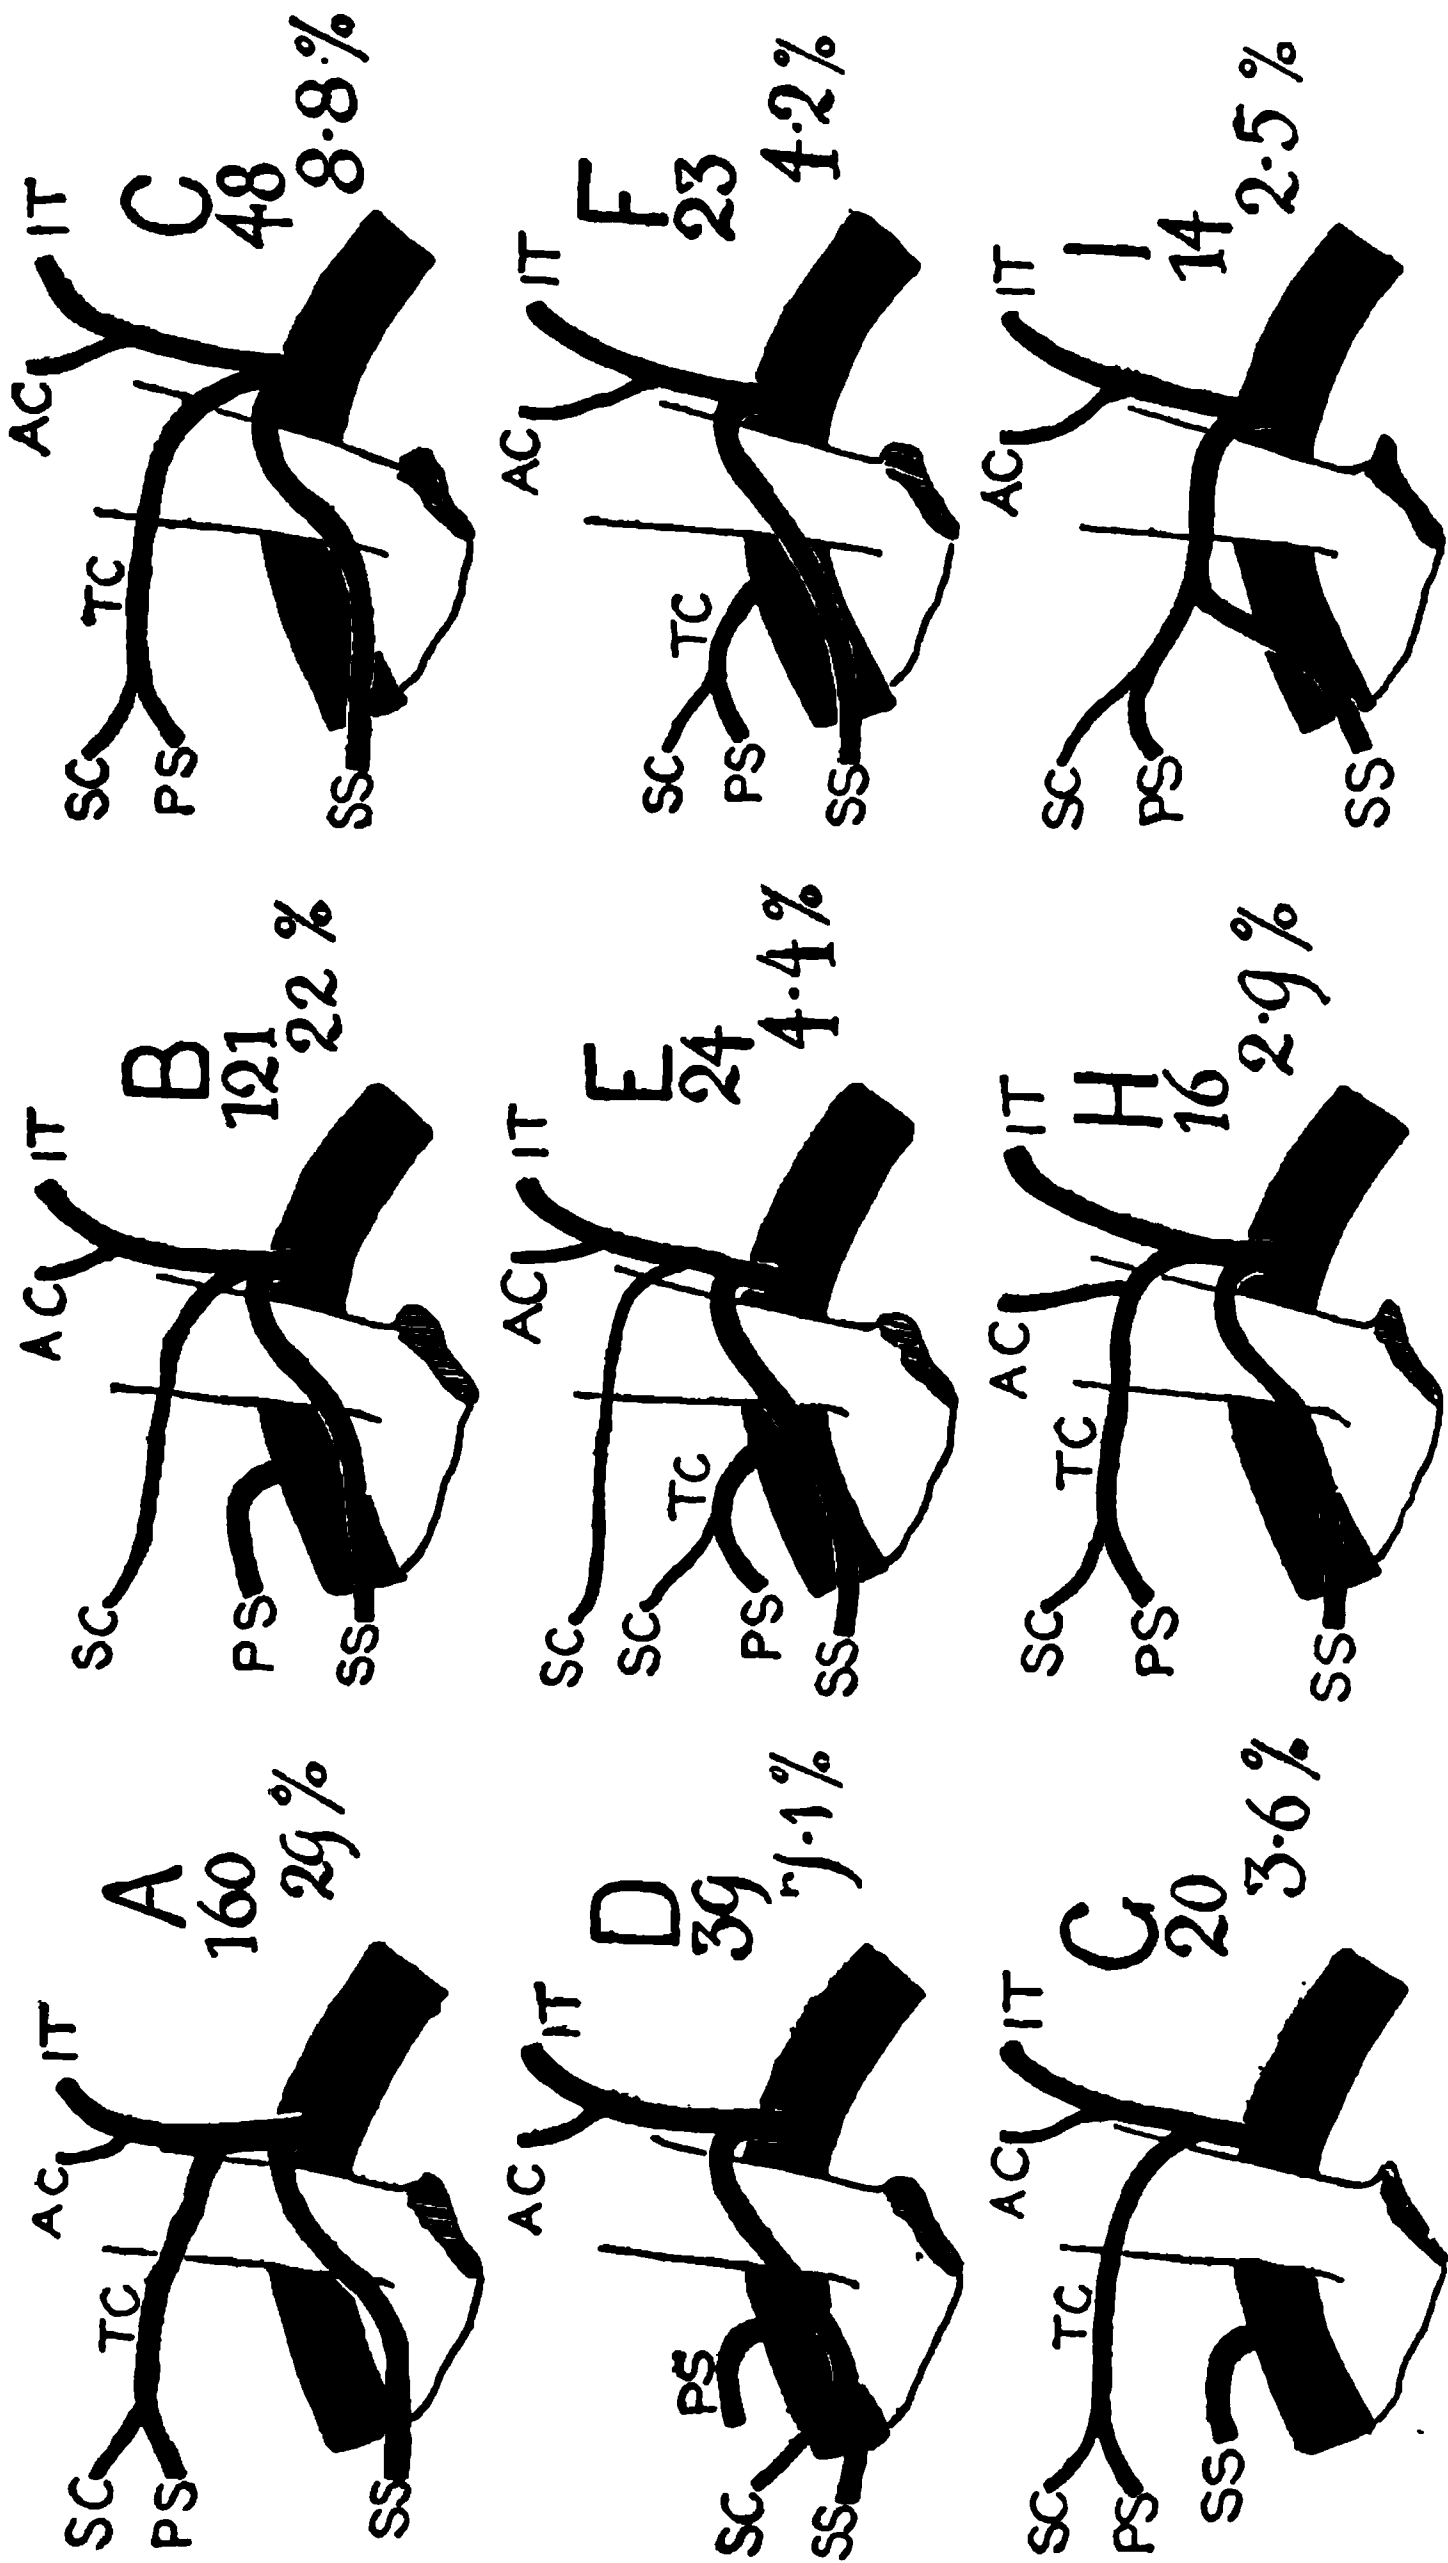 AC IT
SC TC A
PS 160
29%
SS
AC IT
SC B
121
PS 22%
SS
AC IT
SC TC C
PS 48
8·8%
SS
AC IT
D
PS 39
SC 7·1%
SS
AC IT
SC E
SC TC 24
PS 4·4%
SS
AC IT
F
SC TC 23
PS 4·2%
SS
AC IT
SC TC G
PS 20
SS 3·6%
AC IT
SC TC H
PS 16
2·9%
SS
AC IT
SC I
PS 14
2·5%
SS